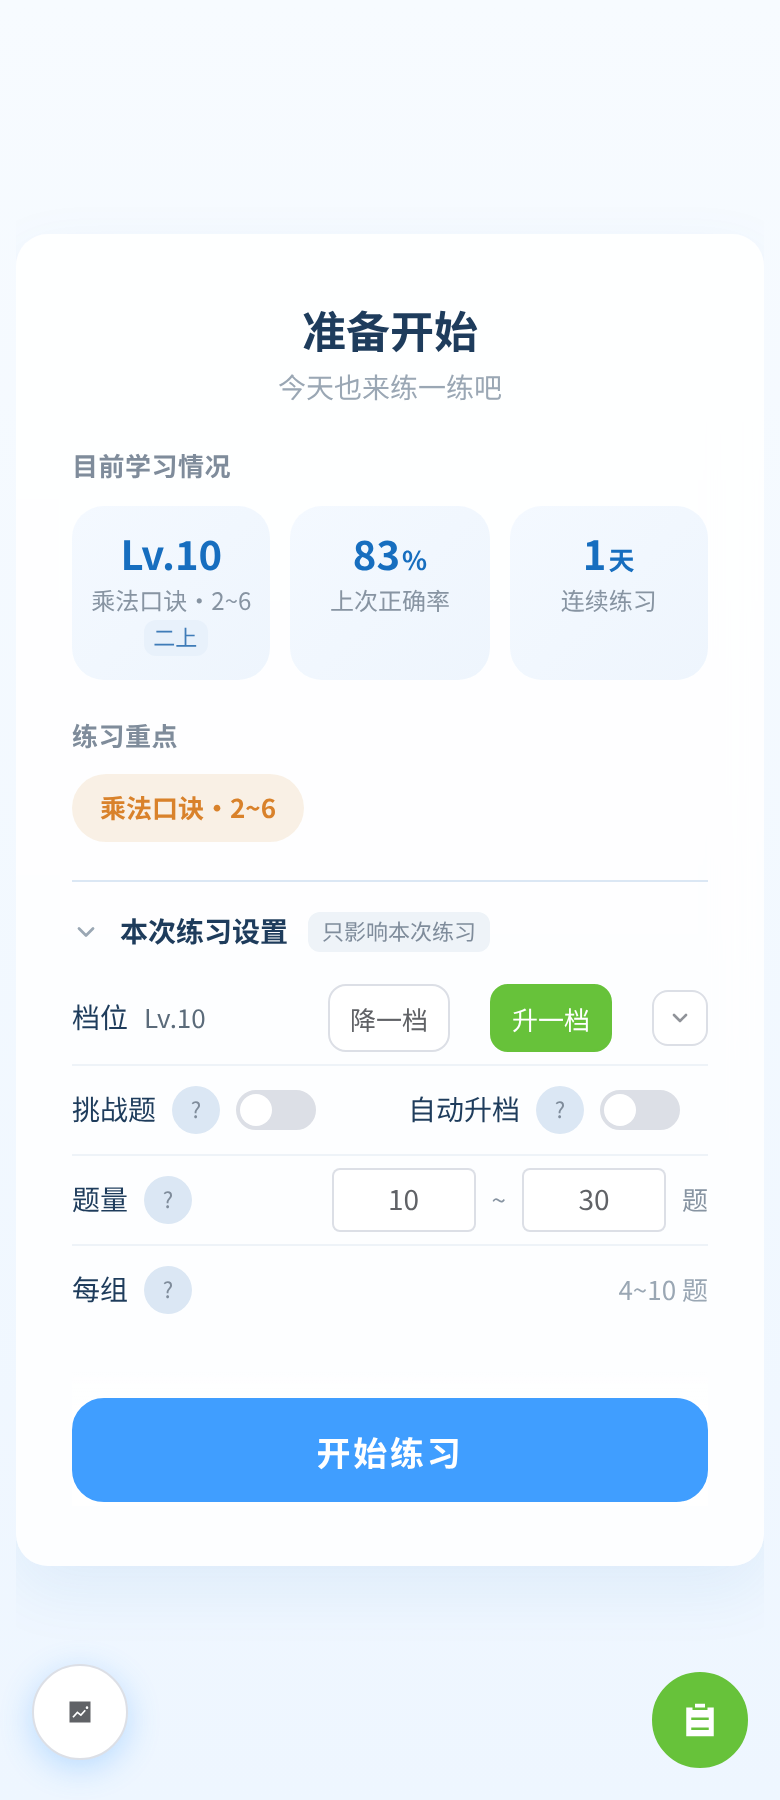 准备开始
今天也来练一练吧
目前学习情况
Lv.10
乘法口诀・2~6
二上
83%
上次正确率
1天
连续练习
练习重点
乘法口诀・2~6
本次练习设置 只影响本次练习
档位 Lv.10 降一档 升一档
挑战题 ? 自动升档 ?
题量 ? 10 ~ 30 题
每组 ? 4~10 题
开始练习